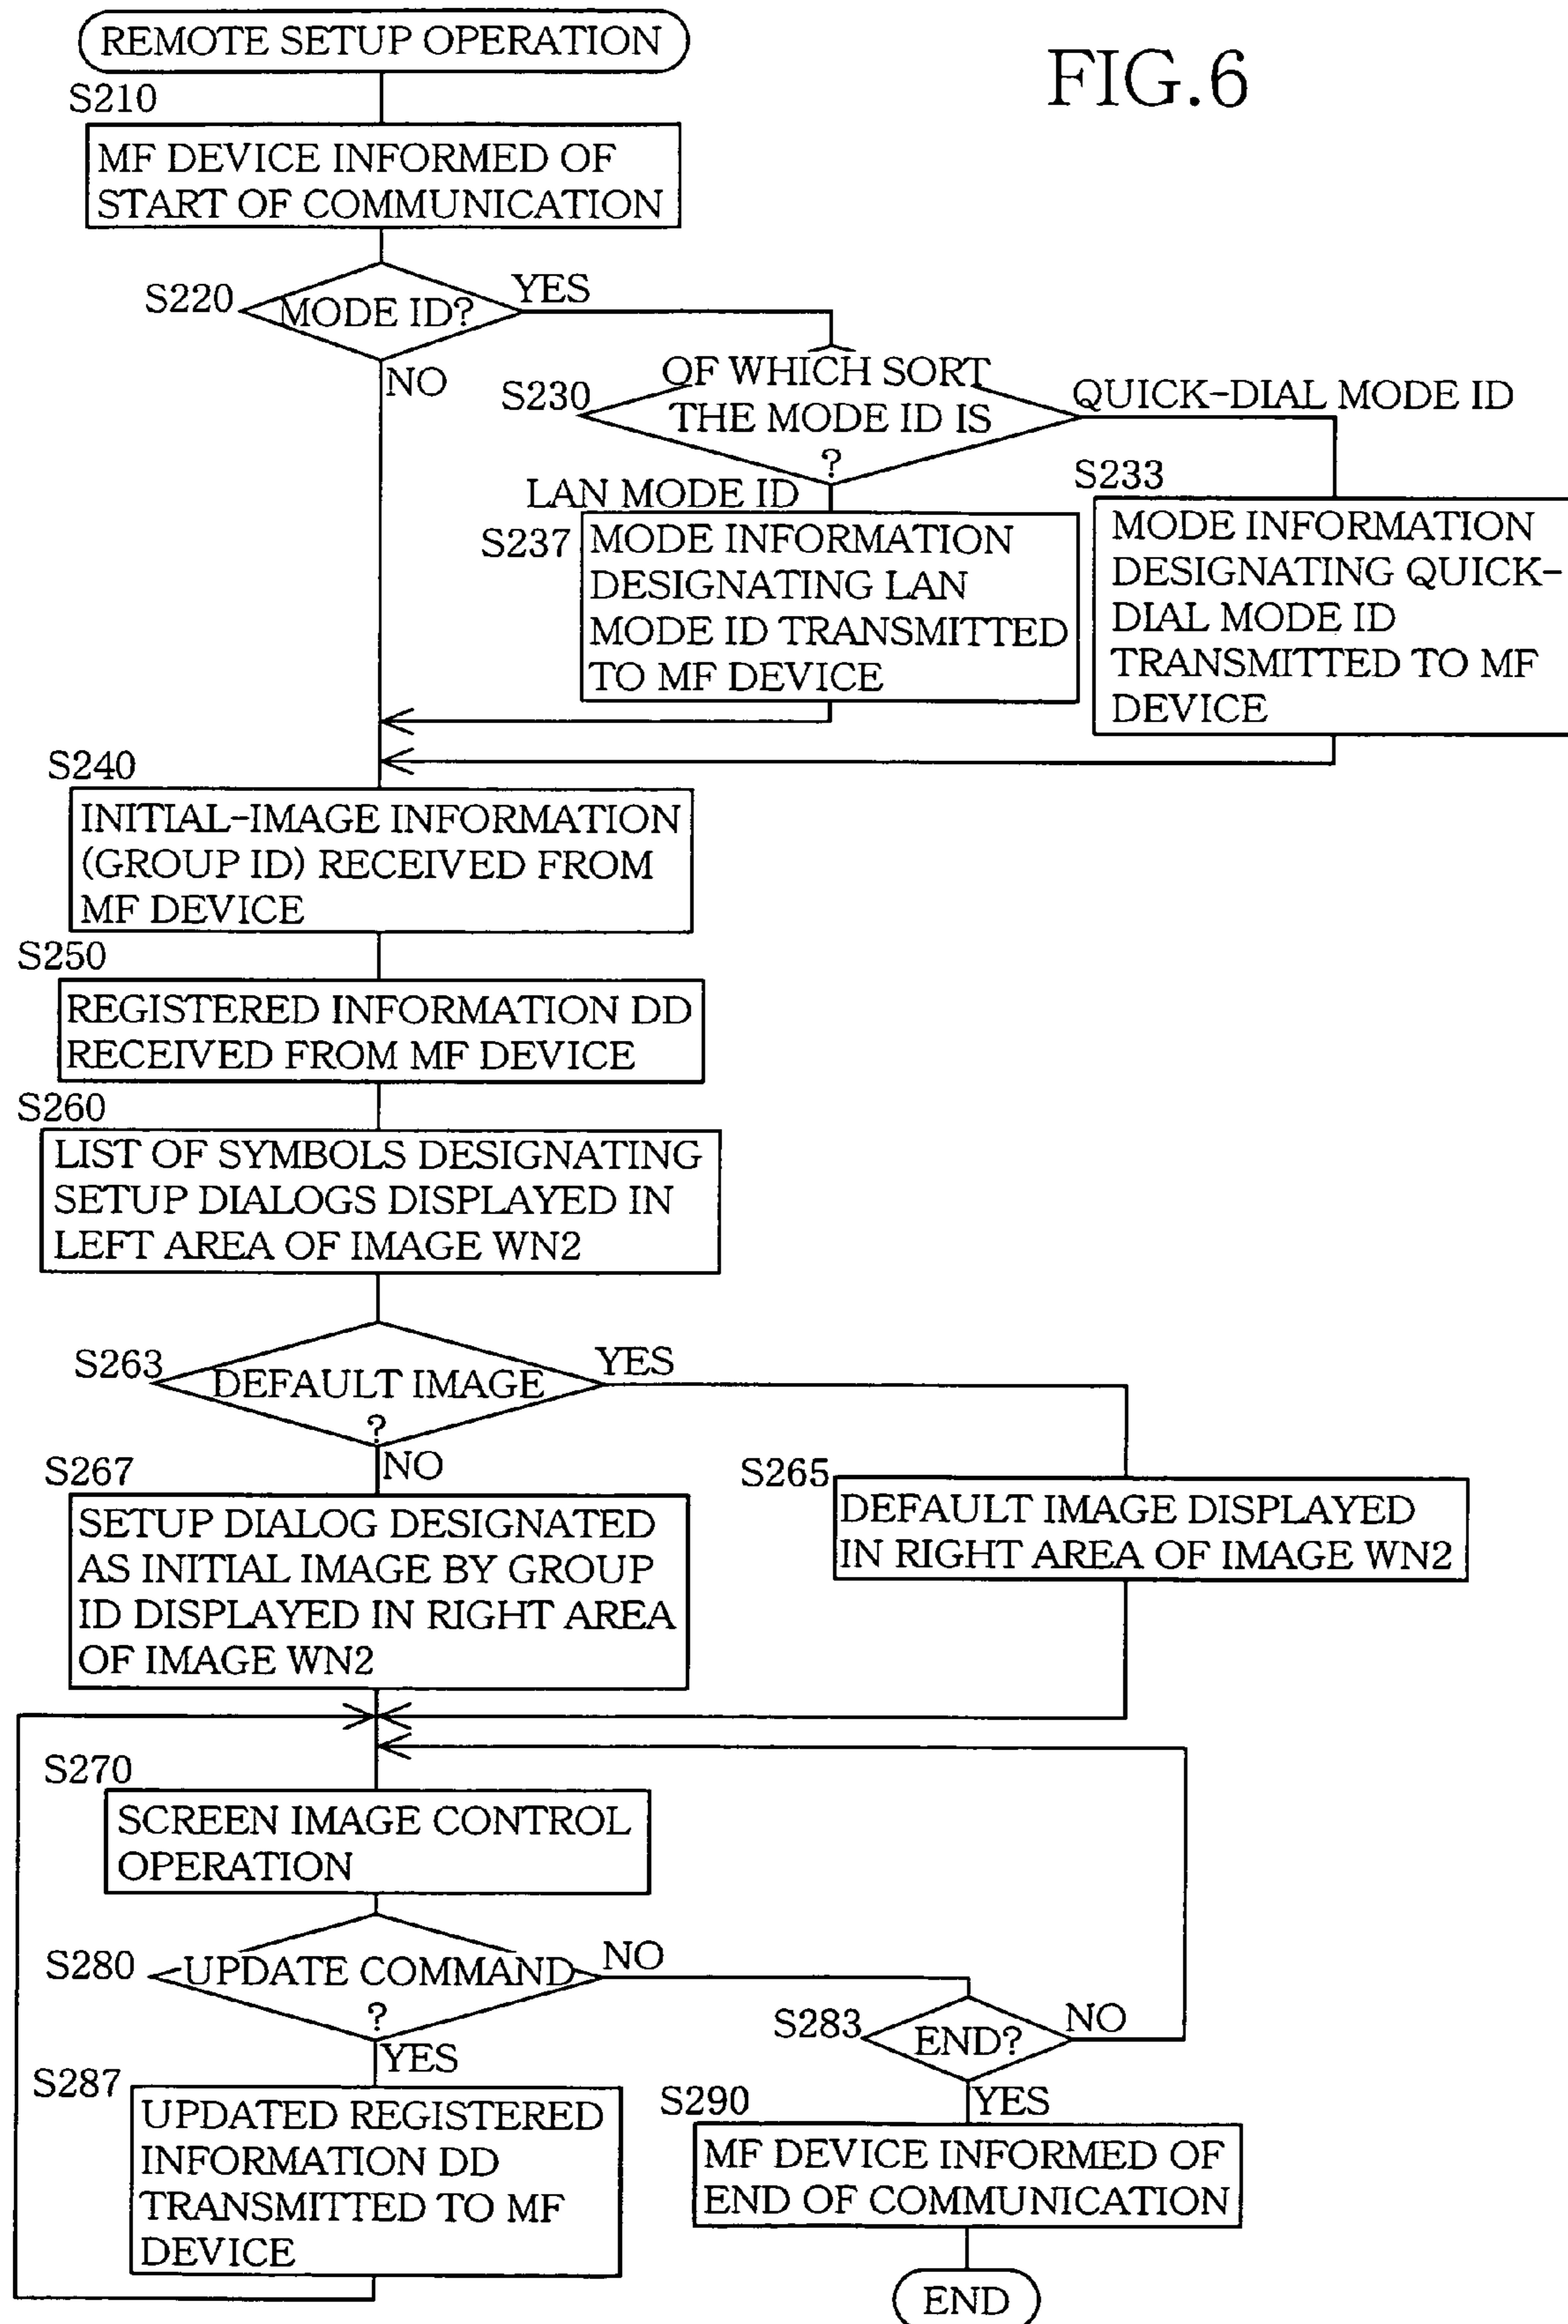 REMOTE SETUP OPERATION
FIG.6
S210
MF DEVICE INFORMED OF
START OF COMMUNICATION
S220
MODE ID?
YES
NO
S230
OF WHICH SORT
THE MODE ID IS
?
QUICK-DIAL MODE ID
LAN MODE ID
S237
MODE INFORMATION
DESIGNATING LAN
MODE ID TRANSMITTED
TO MF DEVICE
S233
MODE INFORMATION
DESIGNATING QUICK-
DIAL MODE ID
TRANSMITTED TO MF
DEVICE
S240
INITIAL-IMAGE INFORMATION
(GROUP ID) RECEIVED FROM
MF DEVICE
S250
REGISTERED INFORMATION DD
RECEIVED FROM MF DEVICE
S260
LIST OF SYMBOLS DESIGNATING
SETUP DIALOGS DISPLAYED IN
LEFT AREA OF IMAGE WN2
S263
DEFAULT IMAGE
?
YES
NO
S267
SETUP DIALOG DESIGNATED
AS INITIAL IMAGE BY GROUP
ID DISPLAYED IN RIGHT AREA
OF IMAGE WN2
S265
DEFAULT IMAGE DISPLAYED
IN RIGHT AREA OF IMAGE WN2
S270
SCREEN IMAGE CONTROL
OPERATION
S280
UPDATE COMMAND
?
NO
YES
S283
END?
NO
YES
S287
UPDATED REGISTERED
INFORMATION DD
TRANSMITTED TO MF
DEVICE
S290
MF DEVICE INFORMED OF
END OF COMMUNICATION
END